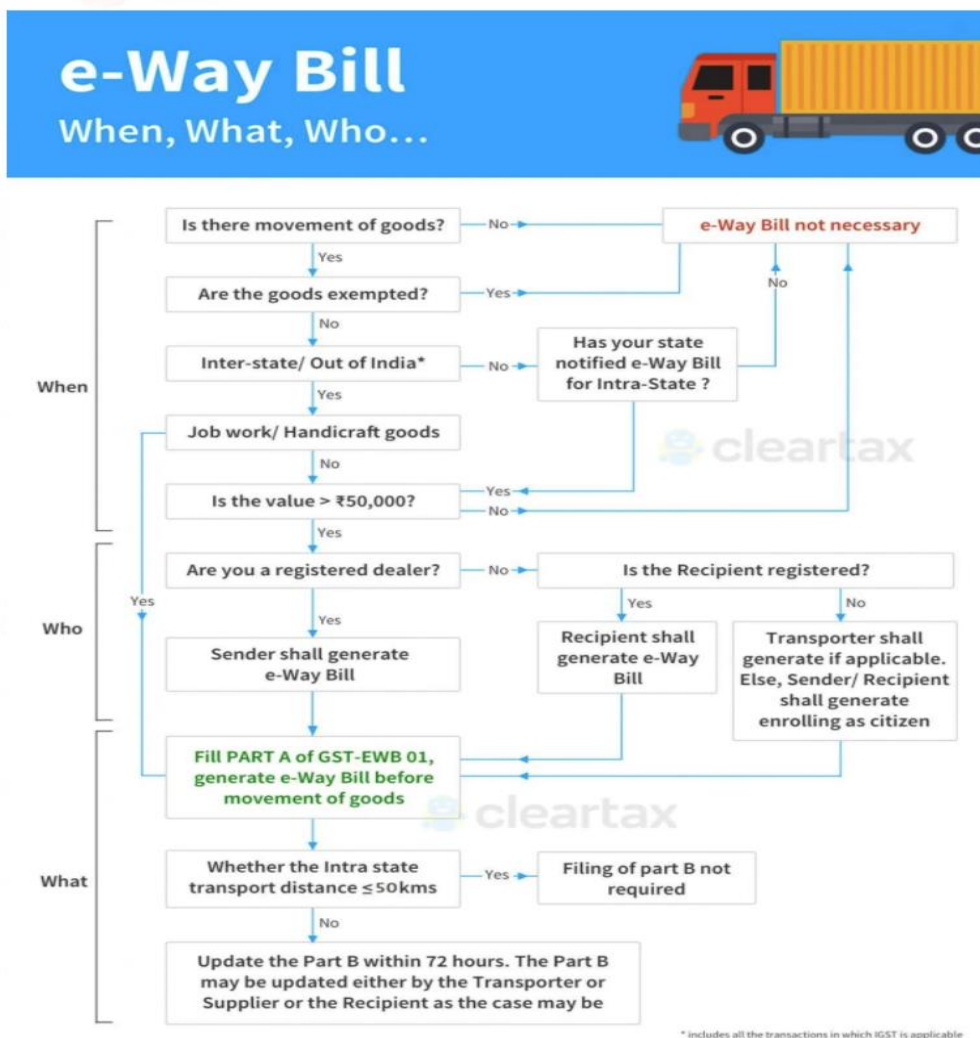 e-Way Bill
When, What, Who...
When
Is there movement of goods?
No
e-Way Bill not necessary
Yes
Are the goods exempted?
Yes
No
No
Inter-state/ Out of India*
No
Has your state
notified e-Way Bill
for Intra-State ?
Yes
Job work/ Handicraft goods
cleartax
No
Is the value > ₹50,000?
Yes
No
Yes
Who
Are you a registered dealer?
No
Is the Recipient registered?
Yes
Yes
Yes
No
Sender shall generate
e-Way Bill
Recipient shall
generate e-Way
Bill
Transporter shall
generate if applicable.
Else, Sender/ Recipient
shall generate
enrolling as citizen
What
Fill PART A of GST-EWB 01,
generate e-Way Bill before
movement of goods
cleartax
Whether the Intra state
transport distance ≤50kms
Yes
Filing of part B not
required
No
Update the Part B within 72 hours. The Part B
may be updated either by the Transporter or
Supplier or the Recipient as the case may be
* includes all the transactions in which IGST is applicable